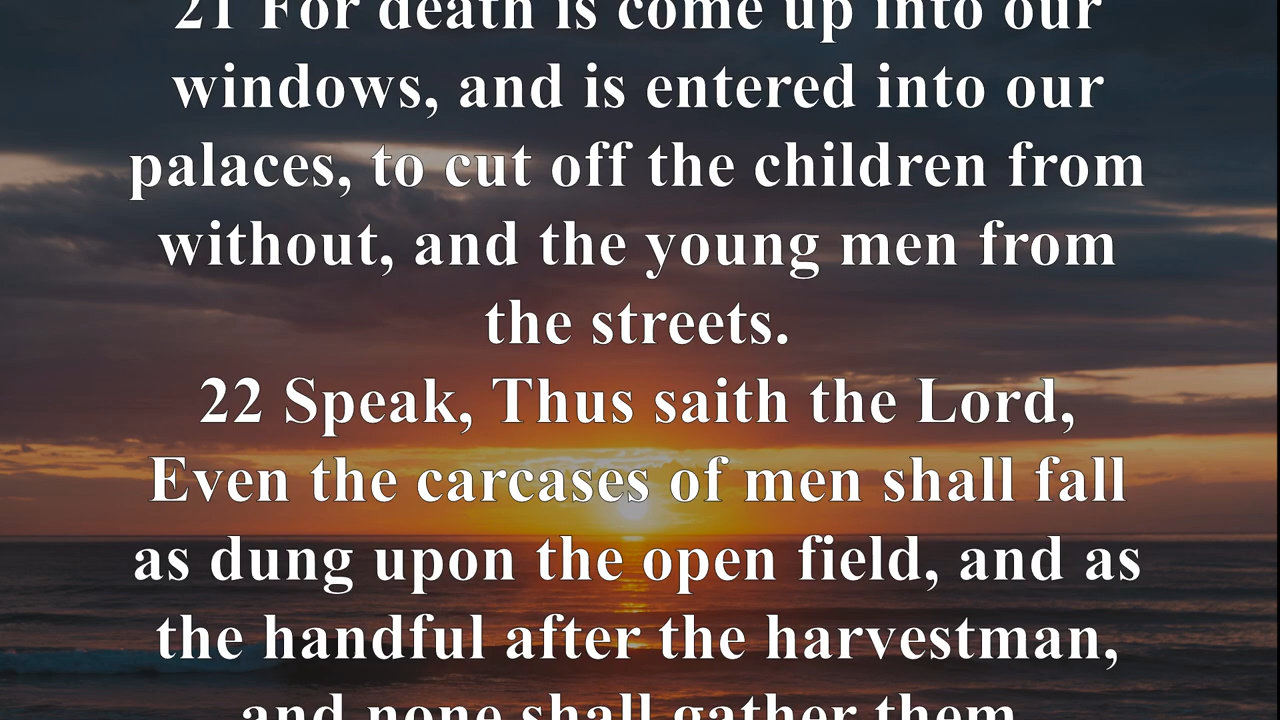 21 For death is come up into our
windows, and is entered into our
palaces, to cut off the children from
without, and the young men from
the streets.
22 Speak, Thus saith the Lord,
Even the carcases of men shall fall
as dung upon the open field, and as
the handful after the harvestman,
and none shall gather them.